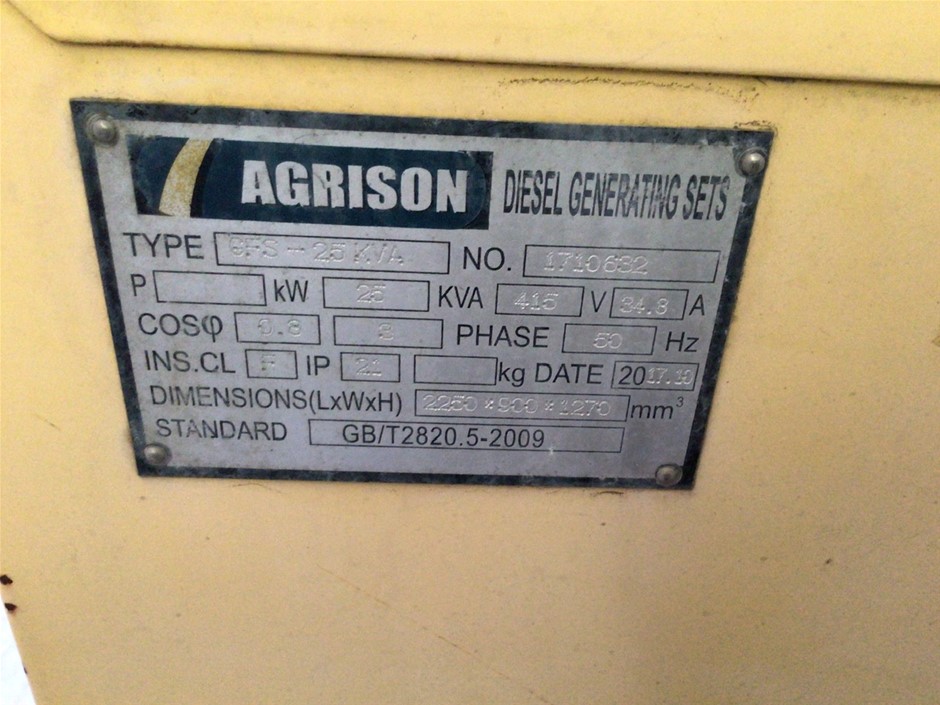 AGRISON DIESEL GENERATING SETS
TYPE GFS - 25 KVA NO. 1710632
P kW 25 KVA 415 V 34.8 A
COSφ 0.8 3 PHASE 50 Hz
INS.CL F IP 21 kg DATE 2017.10
DIMENSIONS(LxWxH) 2250*900*1270 mm³
STANDARD GB/T2820.5-2009